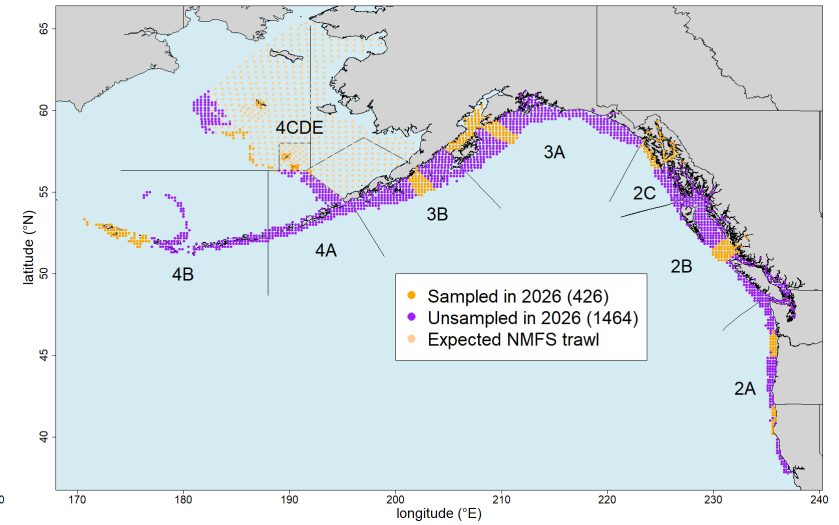 65
60
55
50
45
40
latitude (°N)
4CDE
3A
2C
3B
4A
4B
2B
2A
Sampled in 2026 (426)
Unsampled in 2026 (1464)
Expected NMFS trawl
0
170
180
190
200
210
220
230
240
longitude (°E)